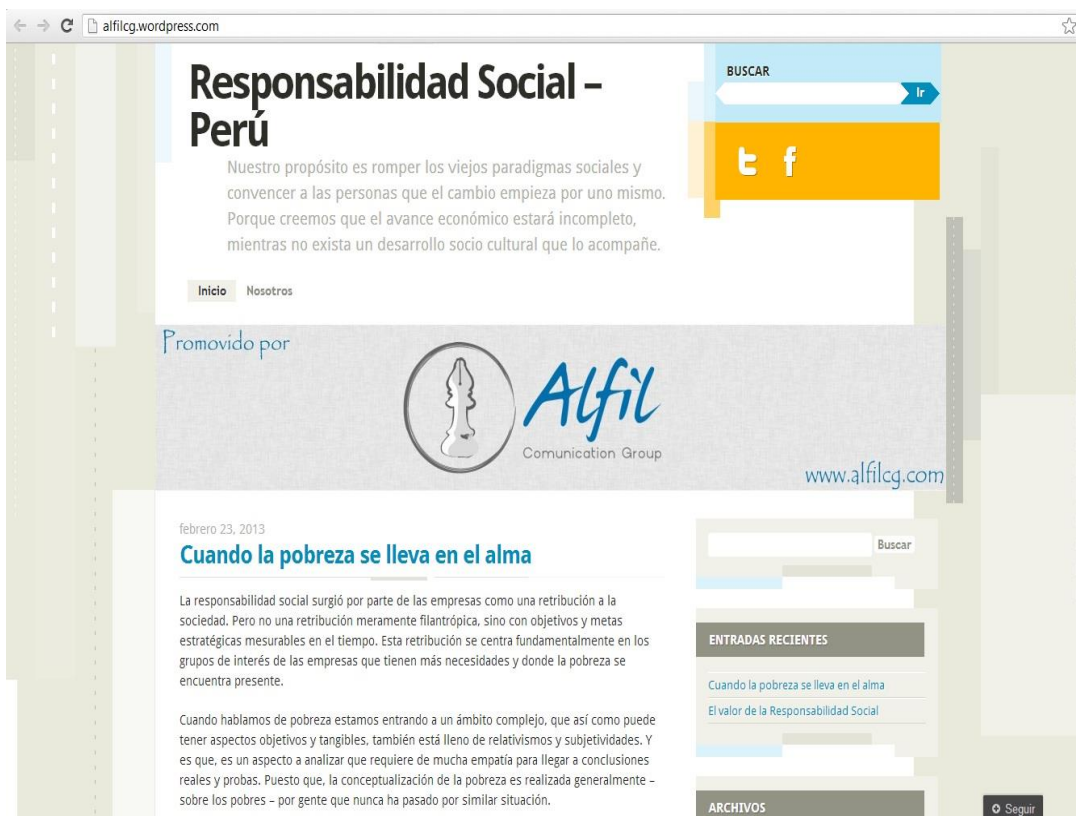 alfilcg.wordpress.com
Responsabilidad Social –
Perú
Nuestro propósito es romper los viejos paradigmas sociales y
convencer a las personas que el cambio empieza por uno mismo.
Porque creemos que el avance económico estará incompleto,
mientras no exista un desarrollo socio cultural que lo acompañe.
BUSCAR
Ir
Inicio Nosotros
Promovido por
Alfil
Comunication Group
www.alfilcg.com
febrero 23, 2013
Cuando la pobreza se lleva en el alma
La responsabilidad social surgió por parte de las empresas como una retribución a la
sociedad. Pero no una retribución meramente filantrópica, sino con objetivos y metas
estratégicas mesurables en el tiempo. Esta retribución se centra fundamentalmente en los
grupos de interés de las empresas que tienen más necesidades y donde la pobreza se
encuentra presente.
Cuando hablamos de pobreza estamos entrando a un ámbito complejo, que así como puede
tener aspectos objetivos y tangibles, también está lleno de relativismos y subjetividades. Y
es que, es un aspecto a analizar que requiere de mucha empatía para llegar a conclusiones
reales y probas. Puesto que, la conceptualización de la pobreza es realizada generalmente –
sobre los pobres – por gente que nunca ha pasado por similar situación.
Buscar
ENTRADAS RECIENTES
Cuando la pobreza se lleva en el alma
El valor de la Responsabilidad Social
ARCHIVOS
Seguir